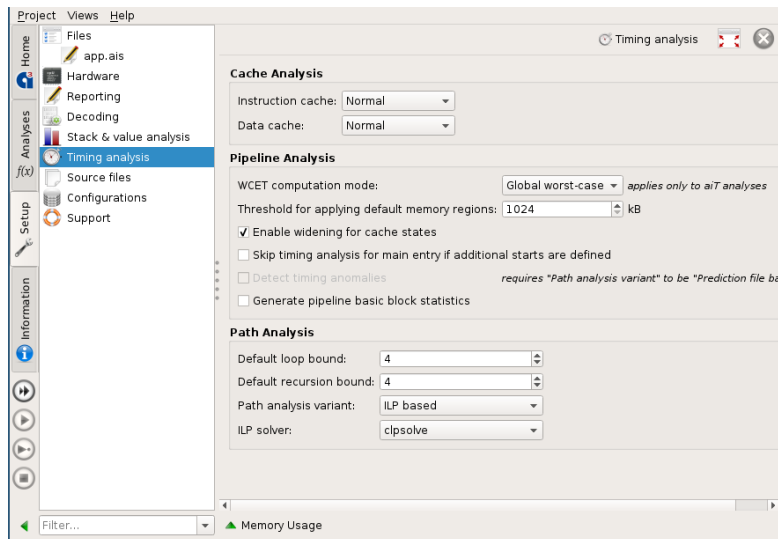 Project Views Help
Home
Analyses
f(x)
Setup
Information
Files
app.ais
Hardware
Reporting
Decoding
Stack & value analysis
Timing analysis
Source files
Configurations
Support
Filter...
Timing analysis
Cache Analysis
Instruction cache: Normal
Data cache: Normal
Pipeline Analysis
WCET computation mode: Global worst-case applies only to aiT analyses
Threshold for applying default memory regions: 1024 kB
Enable widening for cache states
Skip timing analysis for main entry if additional starts are defined
Detect timing anomalies requires "Path analysis variant" to be "Prediction file ba
Generate pipeline basic block statistics
Path Analysis
Default loop bound: 4
Default recursion bound: 4
Path analysis variant: ILP based
ILP solver: clpsolve
Memory Usage